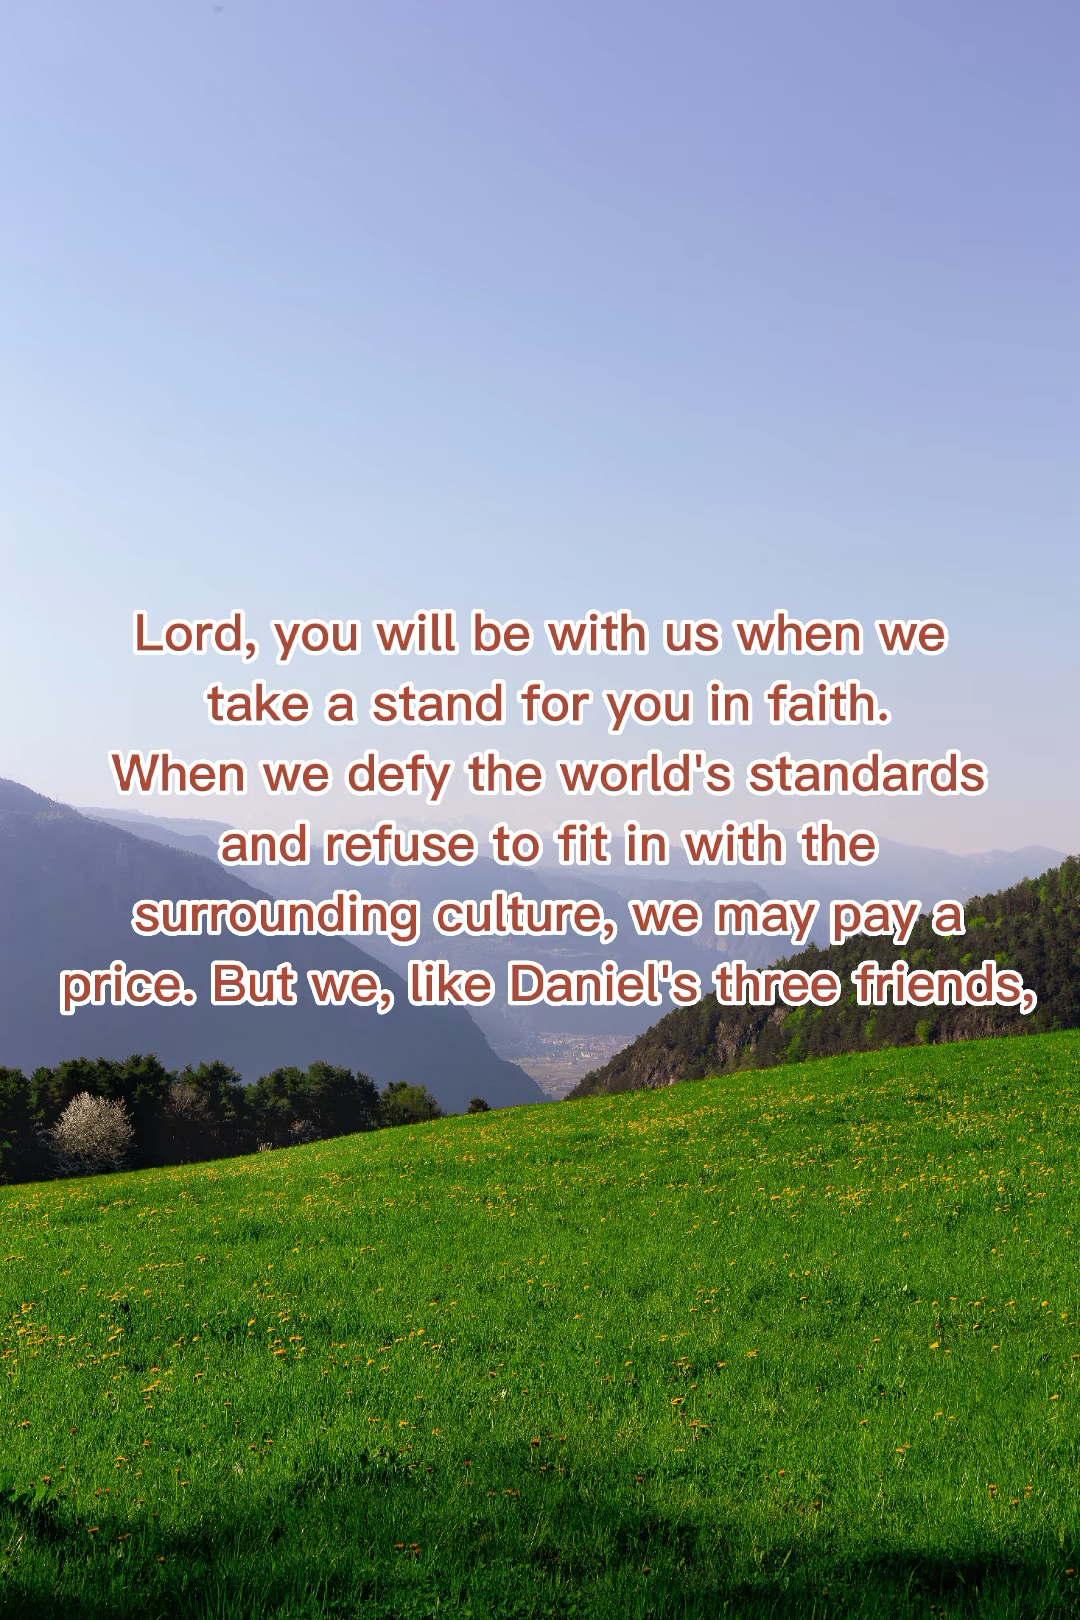 Lord, you will be with us when we
take a stand for you in faith.
When we defy the world's standards
and refuse to fit in with the
surrounding culture, we may pay a
price. But we, like Daniel's three friends,